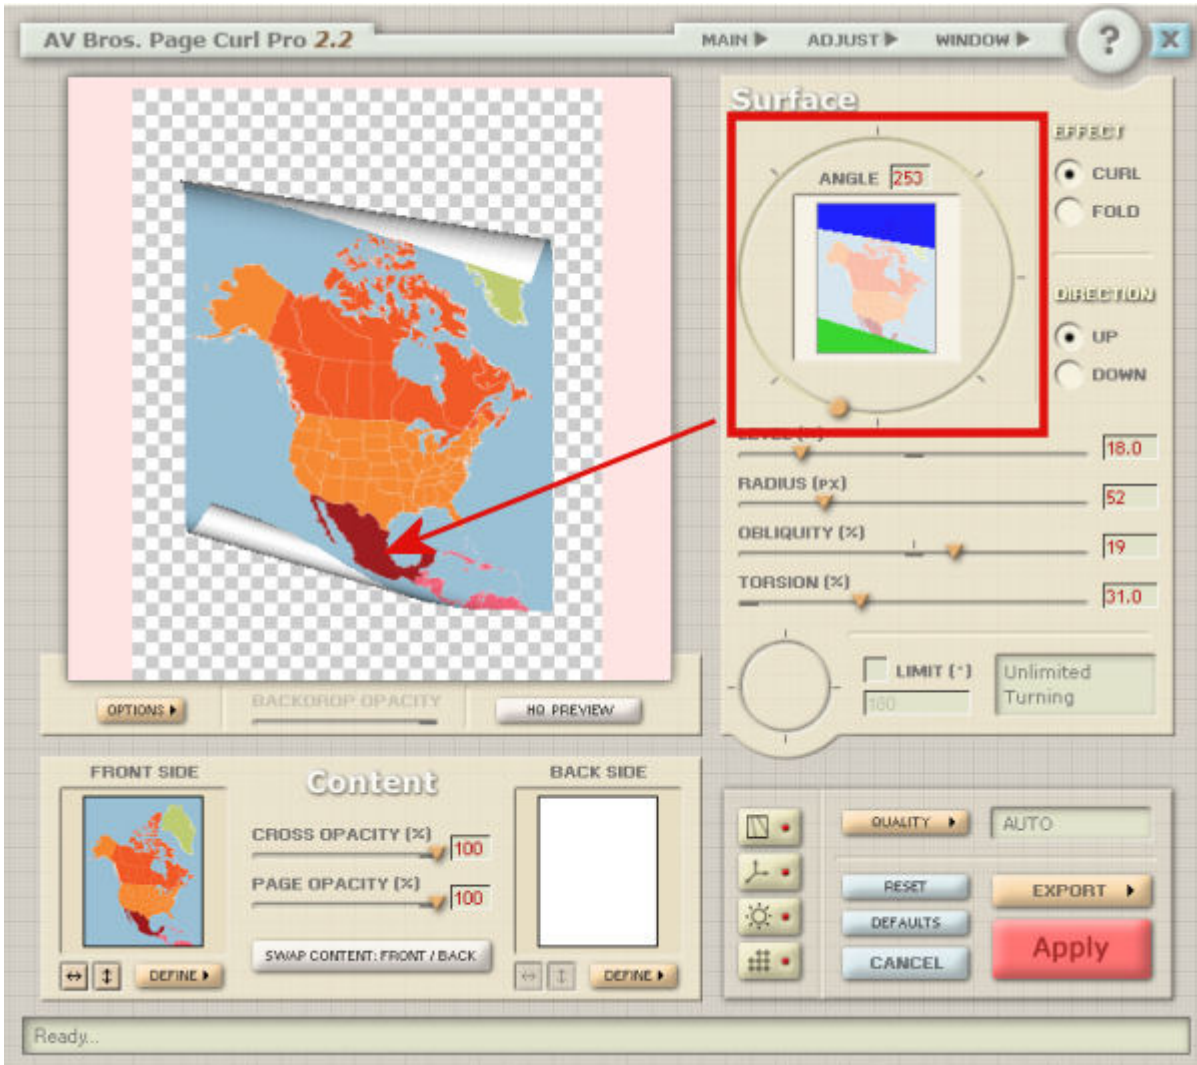 AV Bros. Page Curl Pro 2.2
MAIN
ADJUST
WINDOW
?
X
Surface
ANGLE 253
EFFECT
CURL
FOLD
DIRECTION
UP
DOWN
18.0
RADIUS (PX)
52
OBLIQUITY (%)
19
TORSION (%)
31.0
LIMIT (°)
180
Unlimited
Turning
OPTIONS
BACKDROP OPACITY
HQ PREVIEW
FRONT SIDE
Content
BACK SIDE
CROSS OPACITY (%)
100
PAGE OPACITY (%)
100
SWAP CONTENT: FRONT / BACK
DEFINE
DEFINE
QUALITY
AUTO
RESET
EXPORT
DEFAULTS
CANCEL
Apply
Ready...